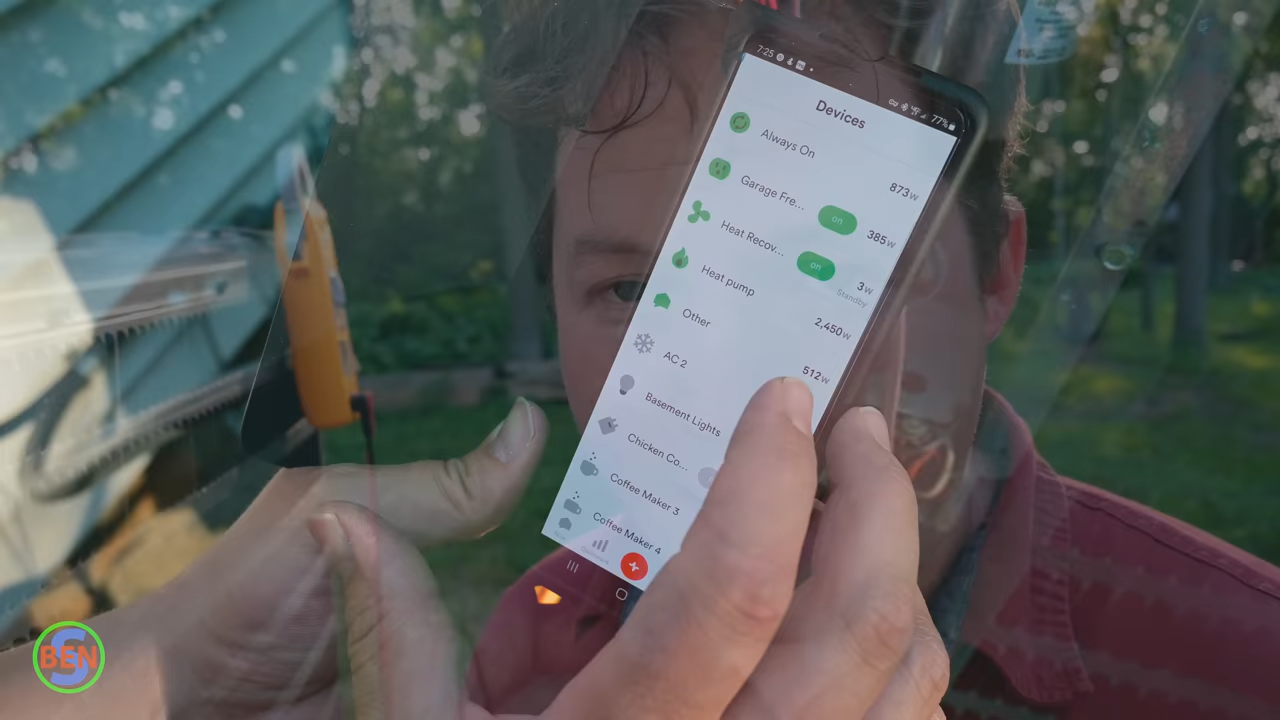 7:25
77%
Devices
Always On
873w
Garage Fre...
on
385w
Heat Recov...
on
3w
Standby
Heat pump
2,450w
Other
512w
AC 2
Basement Lights
Chicken Co...
Coffee Maker 3
Coffee Maker 4
BEN
S